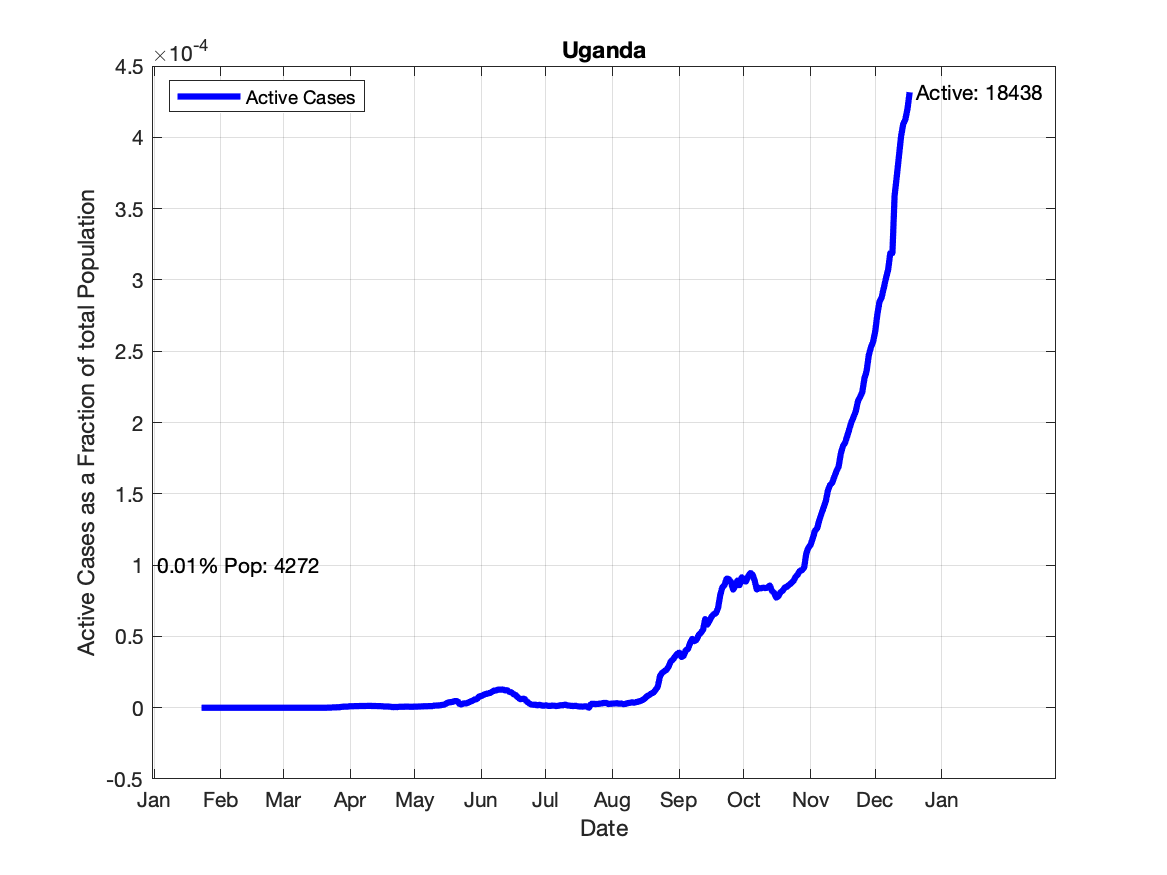 Uganda
×10-4
Active Cases
Active: 18438
4.5
4
3.5
3
2.5
2
1.5
1
0.01% Pop: 4272
0.5
0
-0.5
Active Cases as a Fraction of total Population
Jan Feb Mar Apr May Jun Jul Aug Sep Oct Nov Dec Jan
Date